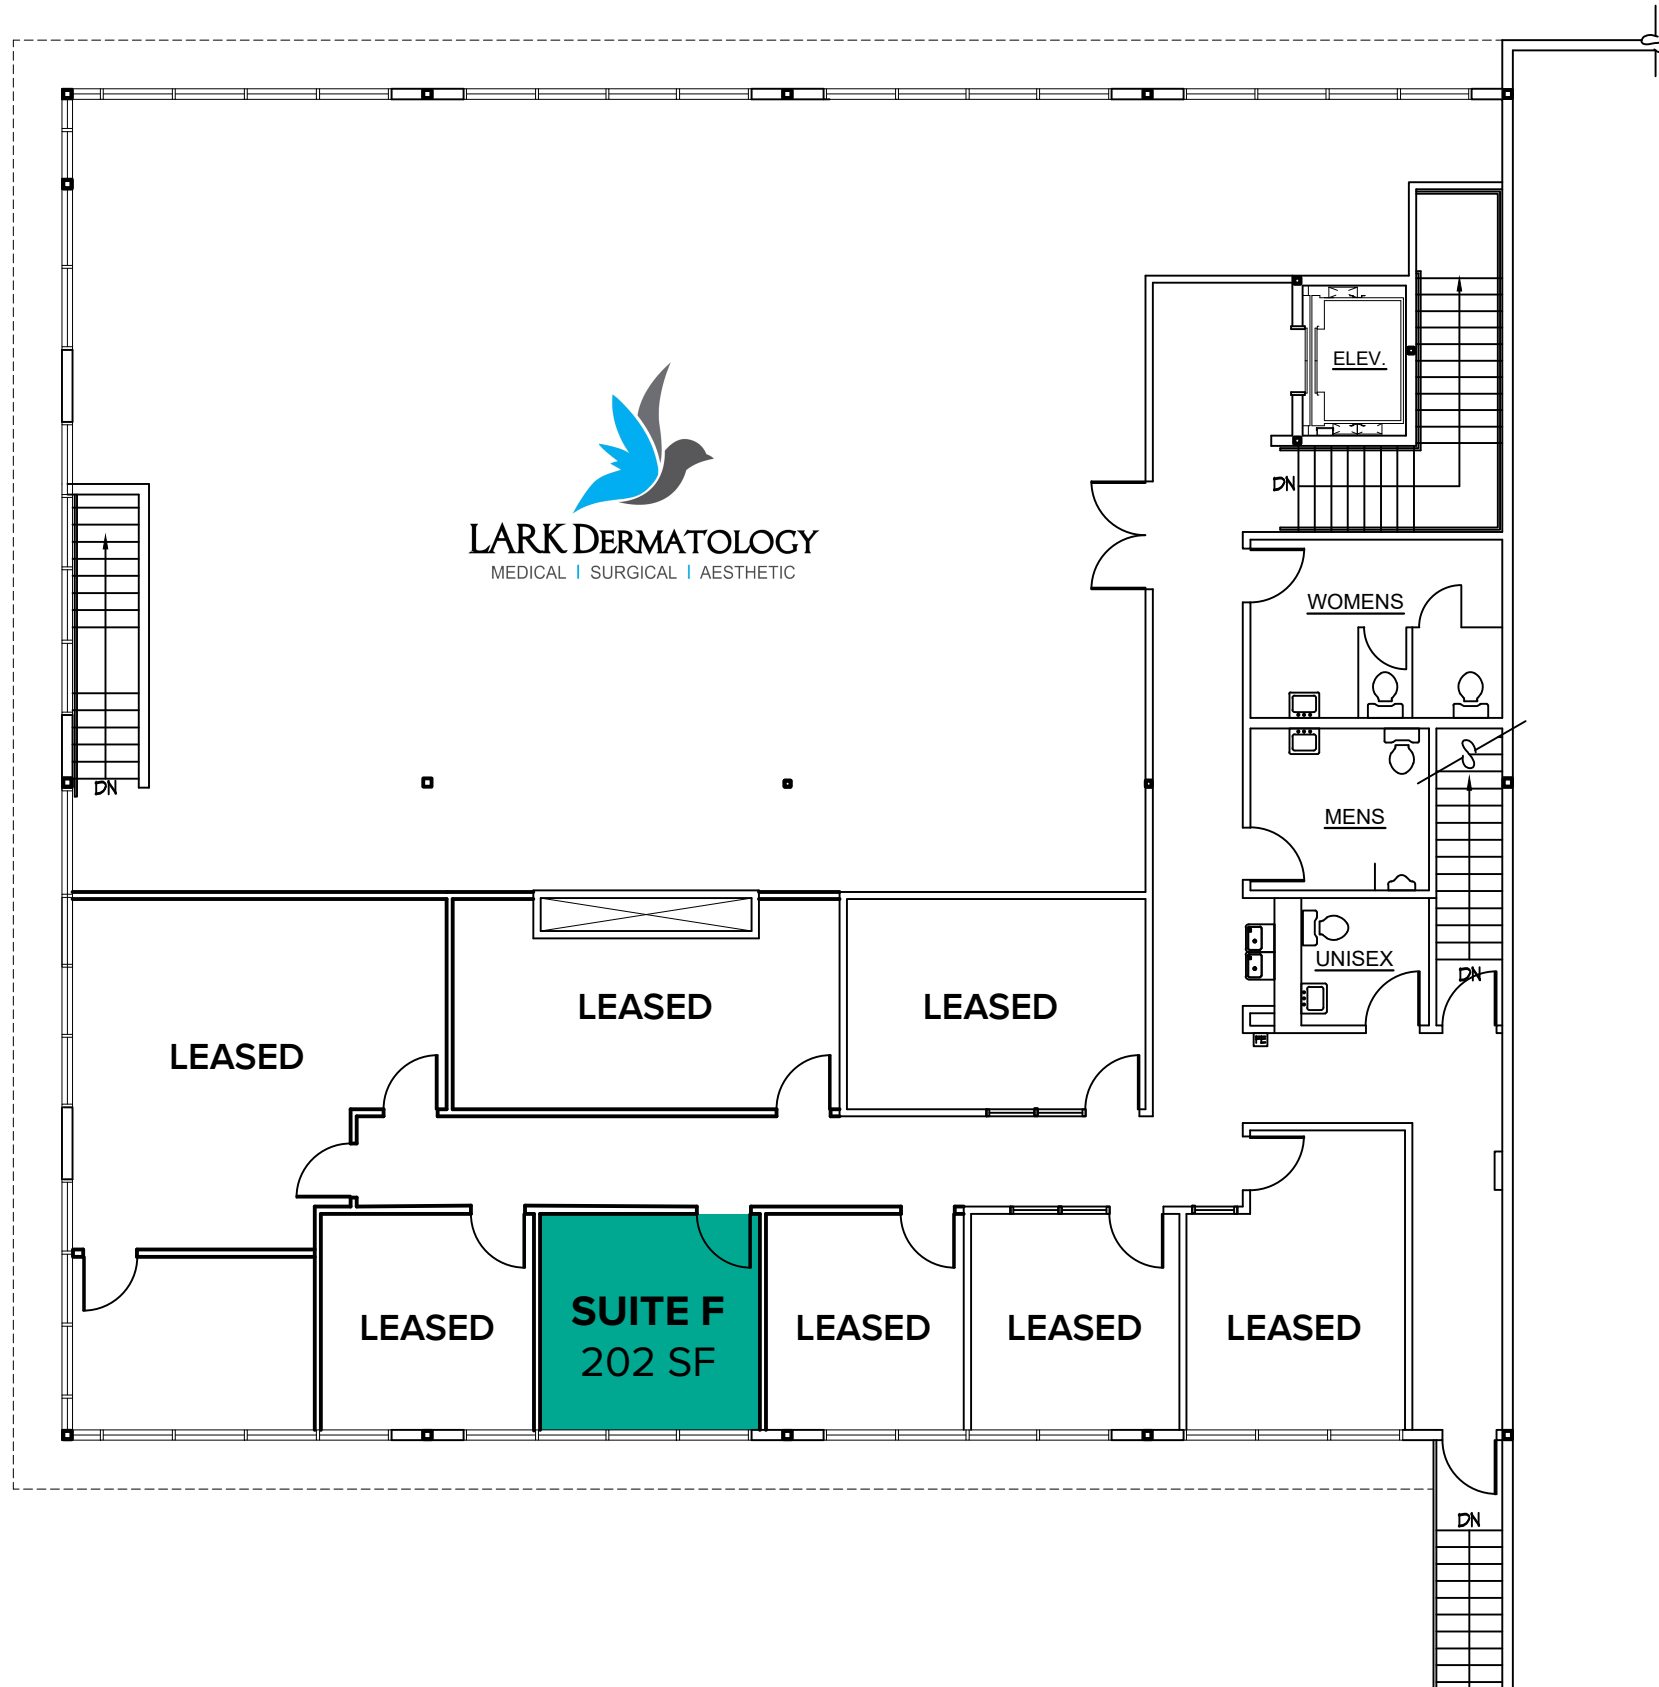 ELEV.
DN
LARK DERMATOLOGY
MEDICAL | SURGICAL | AESTHETIC
WOMENS
DN
MENS
UNISEX
DN
LEASED
LEASED
LEASED
FE
SUITE F
202 SF
LEASED
LEASED
LEASED
LEASED
DN